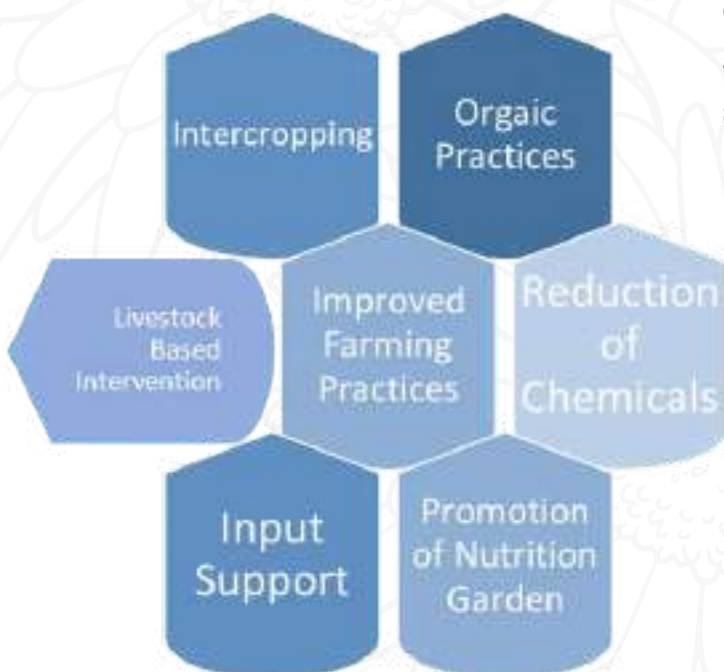 Intercropping
Orgaic
Practices
Livestock
Based
Intervention
Improved
Farming
Practices
Reduction
of
Chemicals
Input
Support
Promotion
of Nutrition
Garden